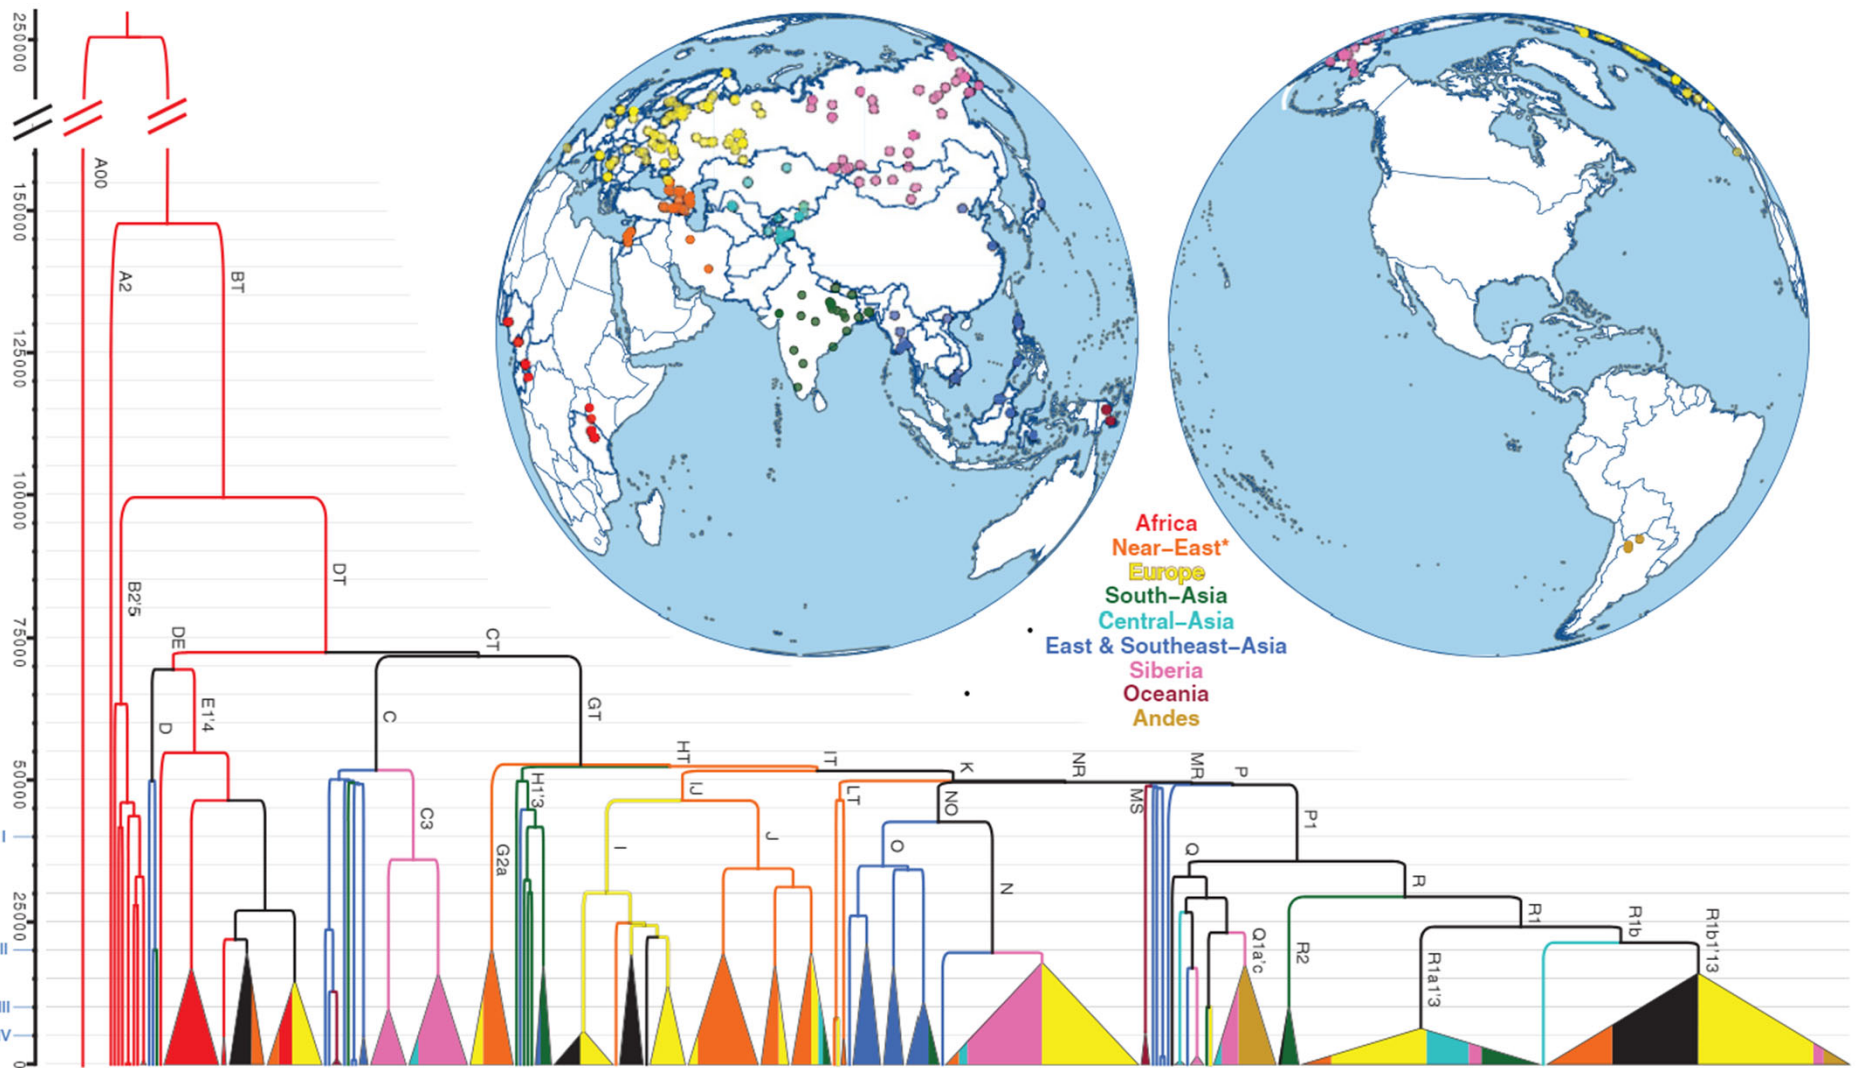 250000
150000
125000
100000
75000
50000
I
25000
II
III
IV
0
A00
A2
BT
DT
B2'5
DE
CT
E1'4
D
C
GT
HT
IT
K
NR
MR
P
H1'3
IJ
LT
NO
MS
C3
P1
G2a
I
J
O
N
Q
R
R1
R1b
R1b1'13
Q1a'c
R2
R1a1'3
Africa
Near-East*
Europe
South-Asia
Central-Asia
East & Southeast-Asia
Siberia
Oceania
Andes